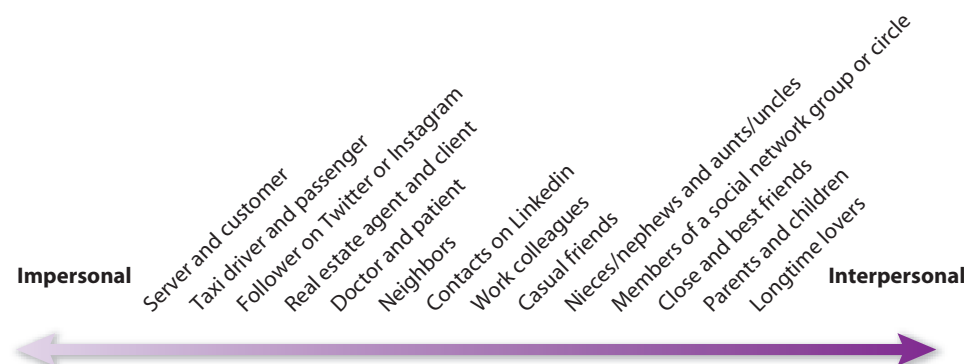 Impersonal
Server and customer
Taxi driver and passenger
Follower on Twitter or Instagram
Real estate agent and client
Doctor and patient
Neighbors
Contacts on Linkedin
Work colleagues
Casual friends
Nieces/nephews and aunts/uncles
Members of a social network group or circle
Close and best friends
Parents and children
Longtime lovers
Interpersonal